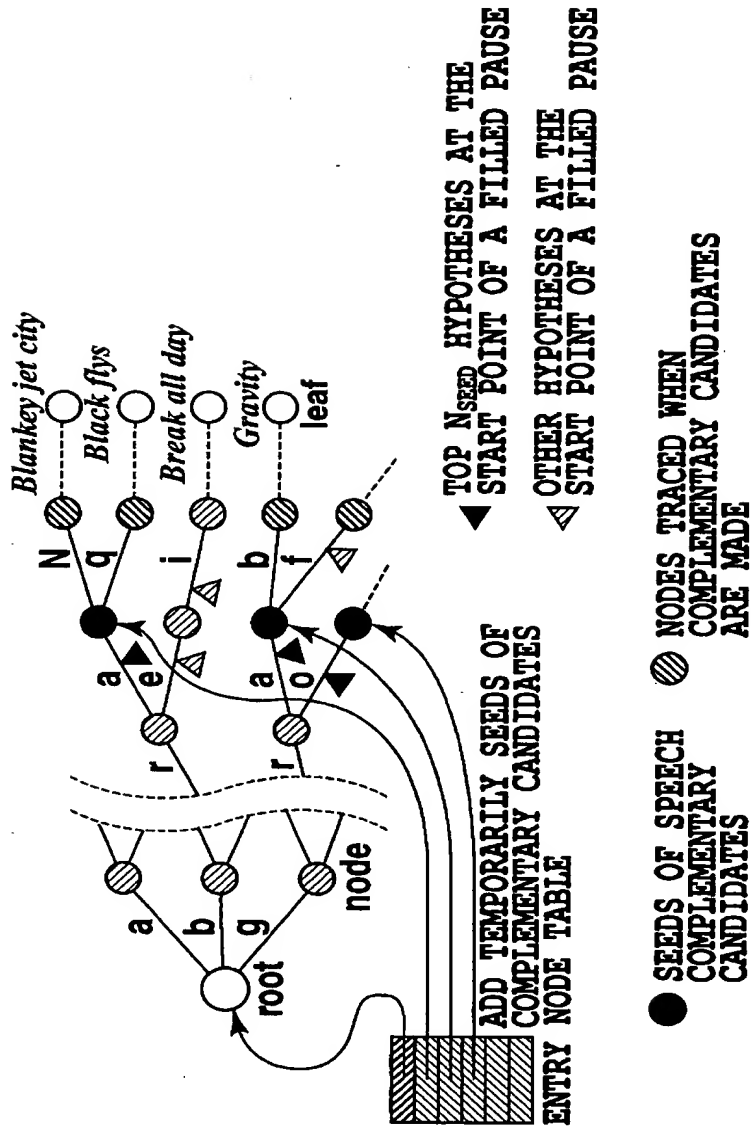 Blankey jet city
Black flys
Break all day
Gravity
leaf
N
q
i
b
f
a
e
a
o
r
r
a
b
g
node
root
ADD TEMPORARILY SEEDS OF
COMPLEMENTARY CANDIDATES
ENTRY NODE TABLE
TOP NSEED HYPOTHESES AT THE
START POINT OF A FILLED PAUSE
OTHER HYPOTHESES AT THE
START POINT OF A FILLED PAUSE
SEEDS OF SPEECH
COMPLEMENTARY
CANDIDATES
NODES TRACED WHEN
COMPLEMENTARY CANDIDATES
ARE MADE